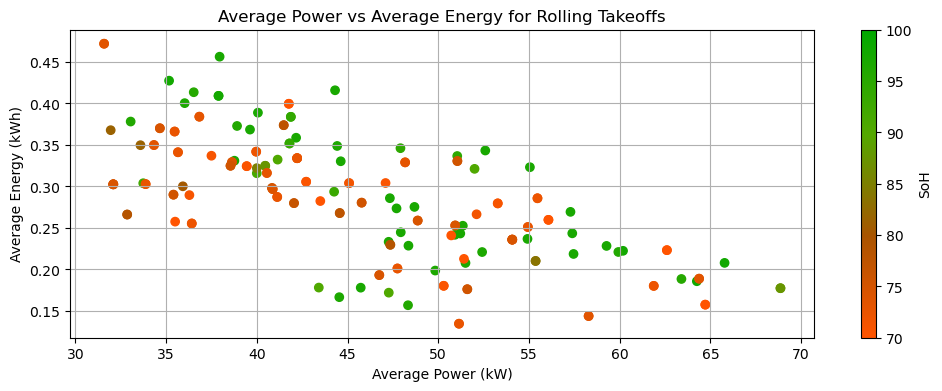 Average Power vs Average Energy for Rolling Takeoffs
Average Energy (kWh)
0.45
0.40
0.35
0.30
0.25
0.20
0.15
30 35 40 45 50 55 60 65 70
Average Power (kW)
100
95
90
85
80
75
70
SoH